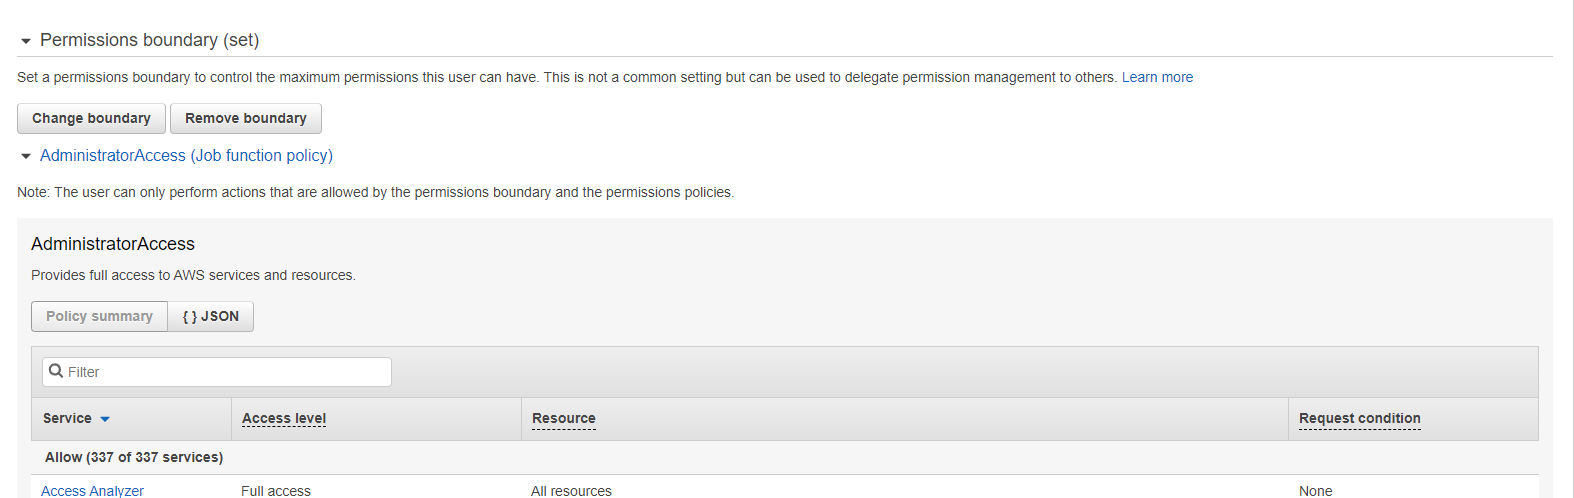 Permissions boundary (set)
Set a permissions boundary to control the maximum permissions this user can have. This is not a common setting but can be used to delegate permission management to others. Learn more
Change boundary Remove boundary
AdministratorAccess (Job function policy)
Note: The user can only perform actions that are allowed by the permissions boundary and the permissions policies.
AdministratorAccess
Provides full access to AWS services and resources.
Policy summary { } JSON
Filter
Service Access level Resource Request condition
Allow (337 of 337 services)
Access Analyzer Full access All resources None